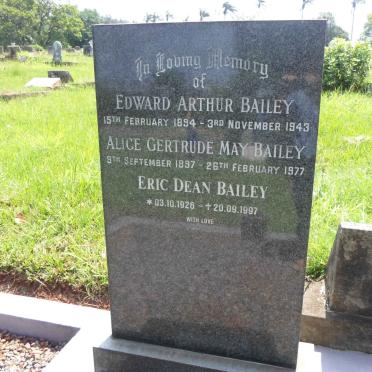 In Loving Memory
of
EDWARD ARTHUR BAILEY
15TH FEBRUARY 1894 - 3RD NOVEMBER 1943
ALICE GERTRUDE MAY BAILEY
9TH SEPTEMBER 1897 - 26TH FEBRUARY 1977
ERIC DEAN BAILEY
* 03.10.1926 - † 20.09.1997
WITH LOVE